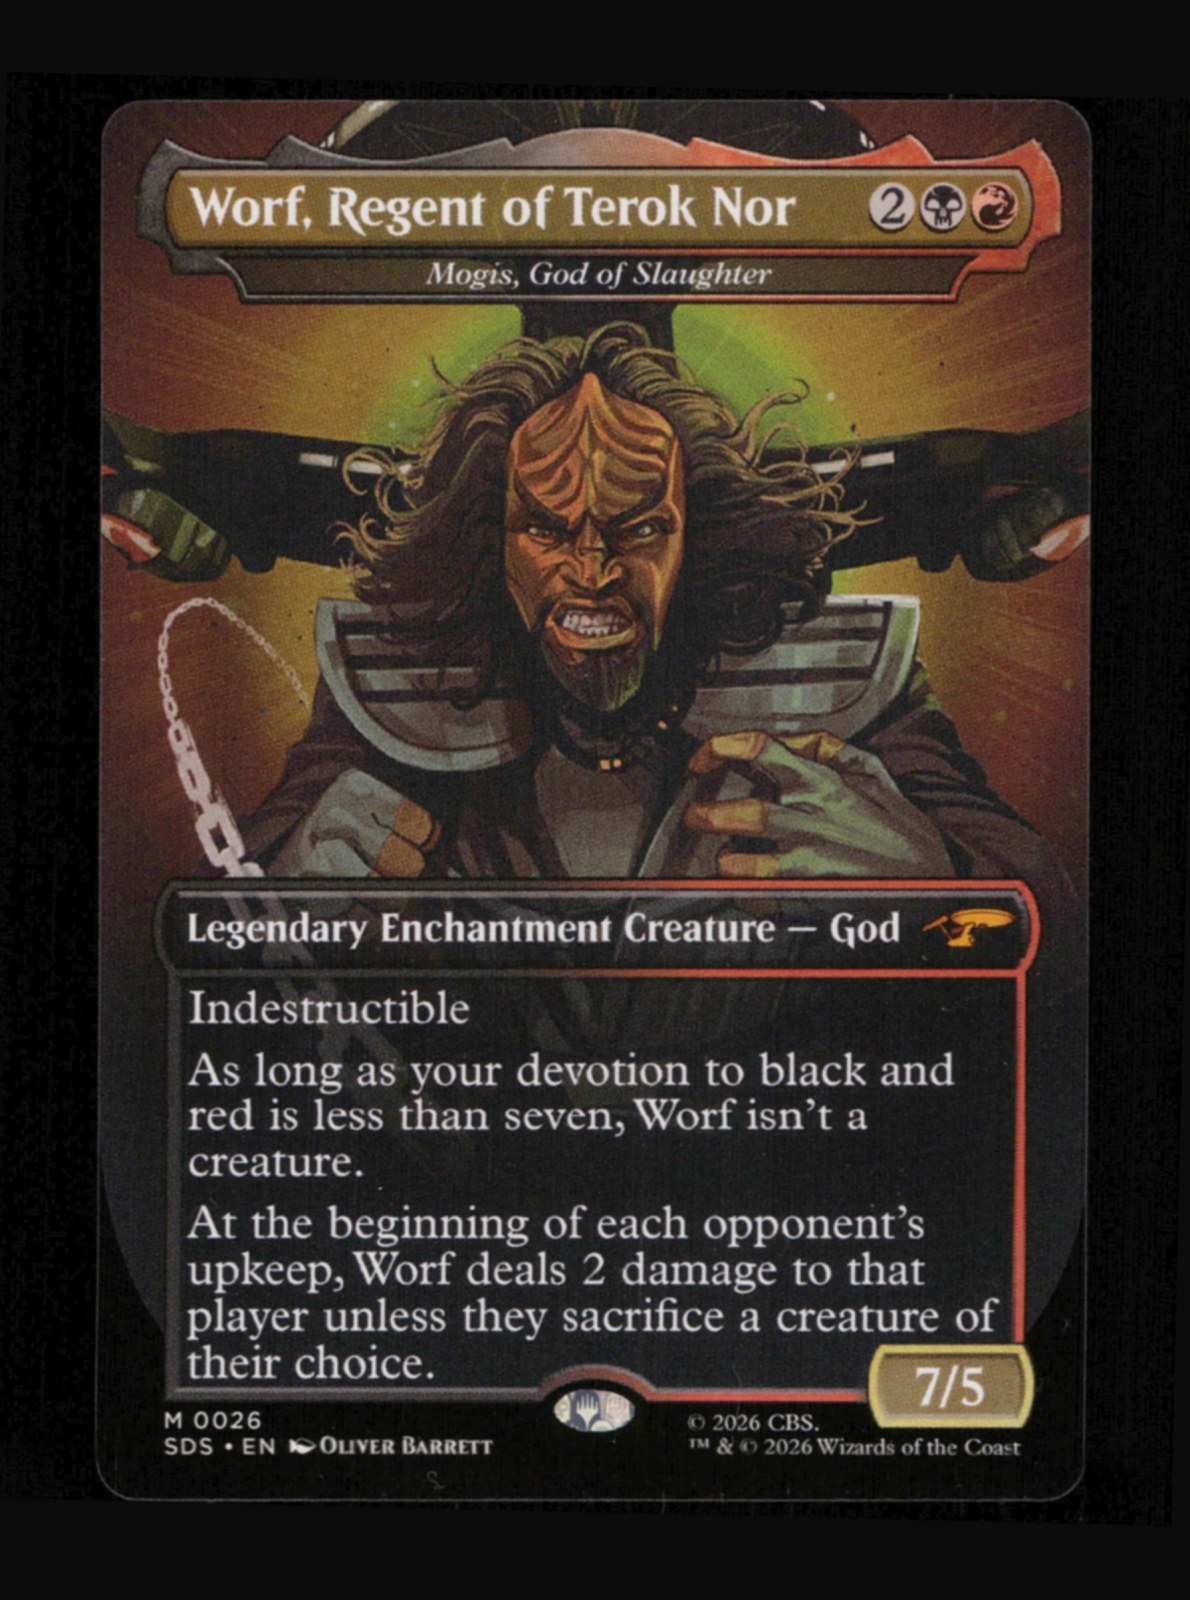 Worf, Regent of Terok Nor 2
Mogis, God of Slaughter
Legendary Enchantment Creature — God
Indestructible
As long as your devotion to black and
red is less than seven, Worf isn't a
creature.
At the beginning of each opponent's
upkeep, Worf deals 2 damage to that
player unless they sacrifice a creature of
their choice.
7/5
M 0026
SDS • EN OLIVER BARRETT
© 2026 CBS.
™ & © 2026 Wizards of the Coast